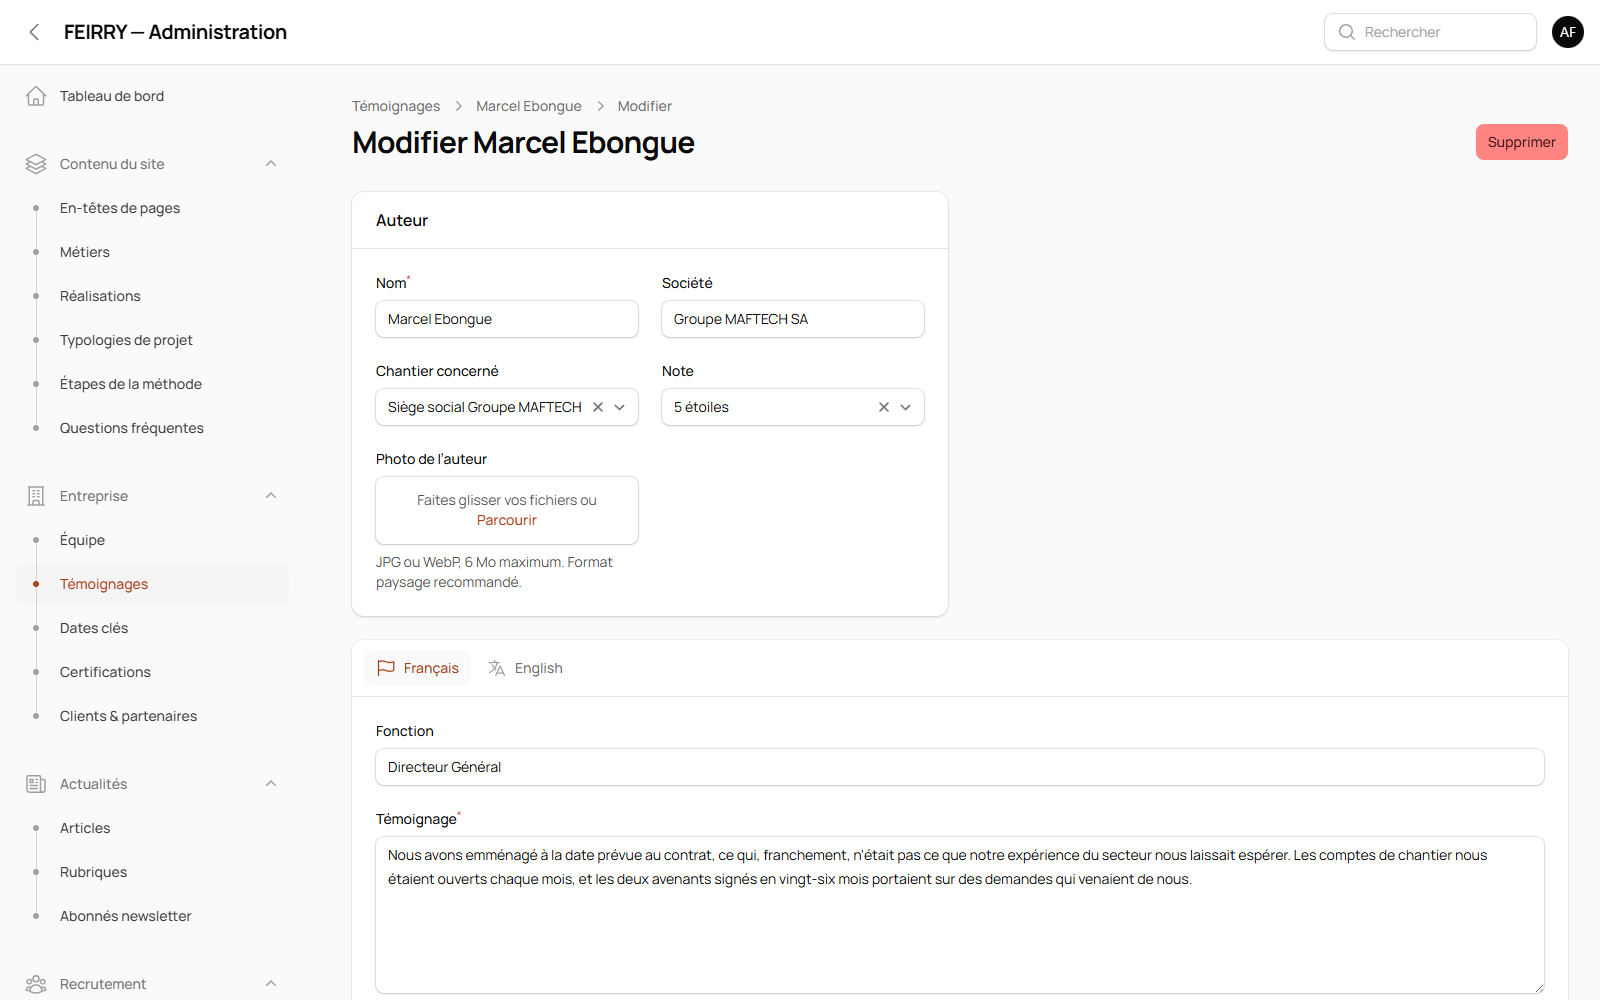 FEIRRY — Administration
Rechercher
AF
Tableau de bord
Contenu du site
En-têtes de pages
Métiers
Réalisations
Typologies de projet
Étapes de la méthode
Questions fréquentes
Entreprise
Équipe
Témoignages
Dates clés
Certifications
Clients & partenaires
Actualités
Articles
Rubriques
Abonnés newsletter
Recrutement
Témoignages > Marcel Ebongue > Modifier
Modifier Marcel Ebongue
Supprimer
Auteur
Nom*
Société
Marcel Ebongue
Groupe MAFTECH SA
Chantier concerné
Note
Siège social Groupe MAFTECH
5 étoiles
Photo de l'auteur
Faites glisser vos fichiers ou
Parcourir
JPG ou WebP, 6 Mo maximum. Format
paysage recommandé.
Français
English
Fonction
Directeur Général
Témoignage*
Nous avons emménagé à la date prévue au contrat, ce qui, franchement, n'était pas ce que notre expérience du secteur nous laissait espérer. Les comptes de chantier nous
étaient ouverts chaque mois, et les deux avenants signés en vingt-six mois portaient sur des demandes qui venaient de nous.